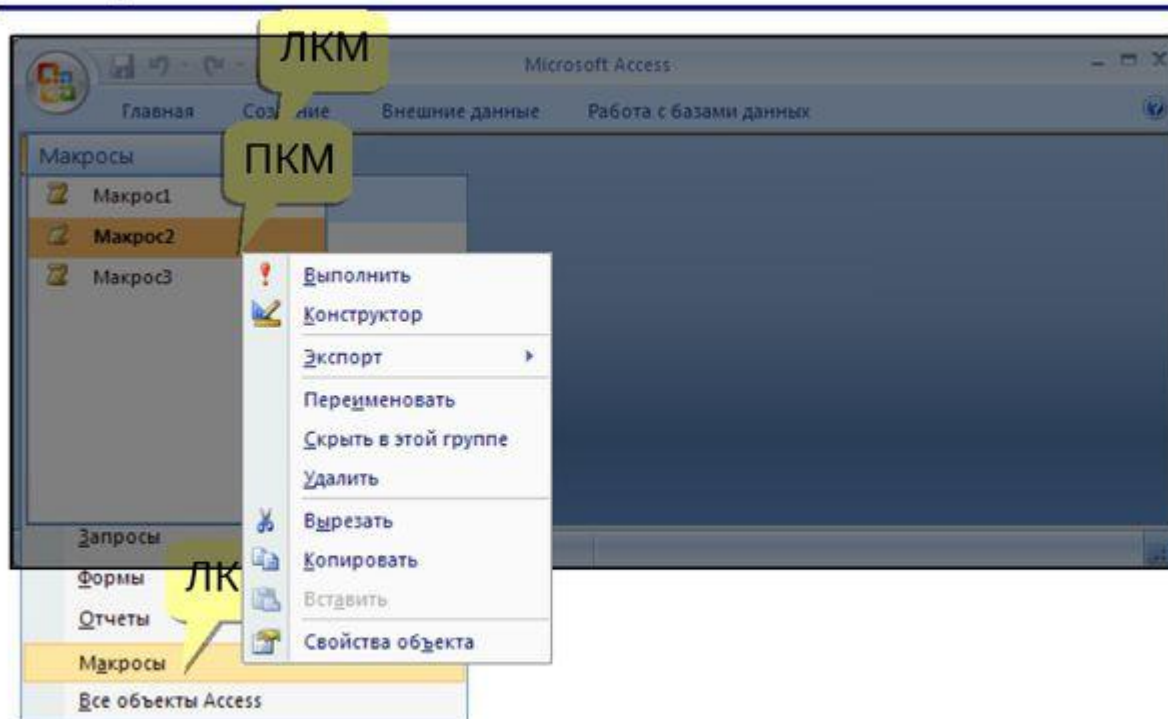 ЛКМ
Microsoft Access
Главная
Внешние данные
Работа с базами данных
ПКМ
Макросы
Макрос1
Макрос2
Макрос3
Выполнить
Конструктор
Экспорт
Переименовать
Скрыть в этой группе
Удалить
Вырезать
Копировать
Вставить
Свойства объекта
Запросы
Формы
ЛК
Отчеты
Макросы
Все объекты Access